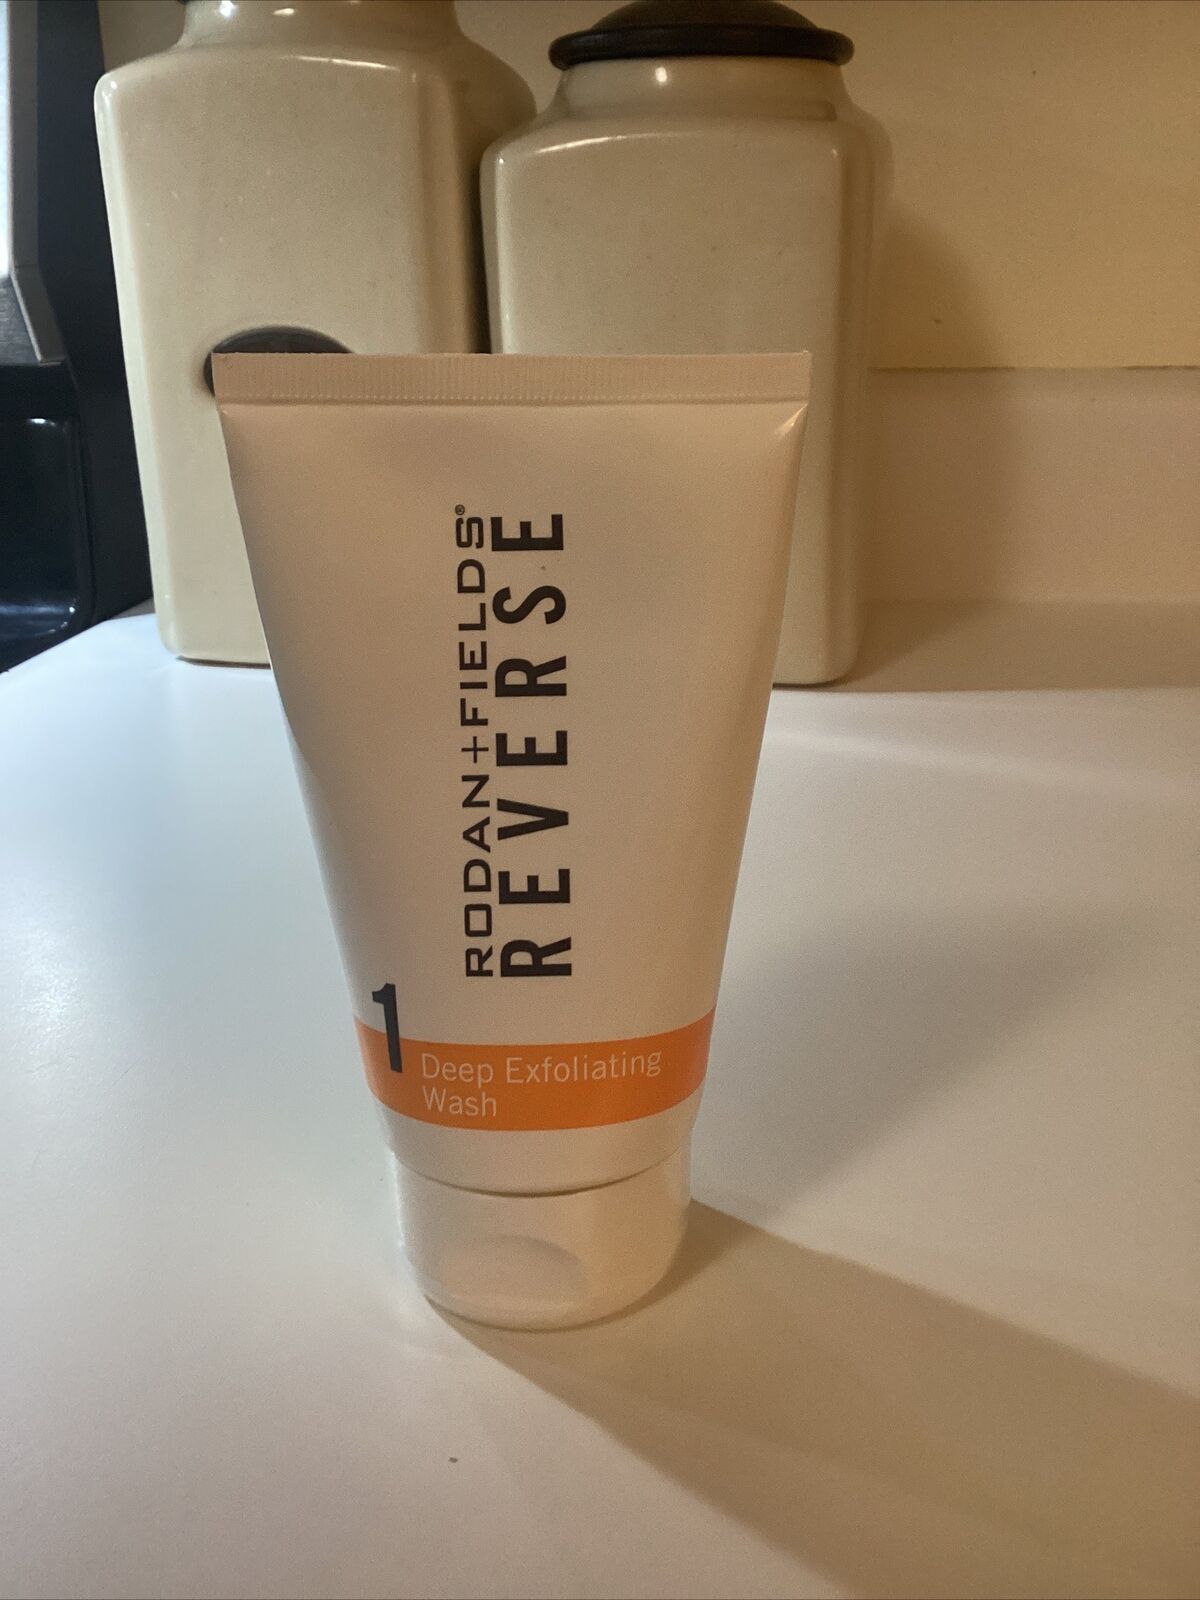 RODAN+FIELDS®
REVERSE
1
Deep Exfoliating
Wash